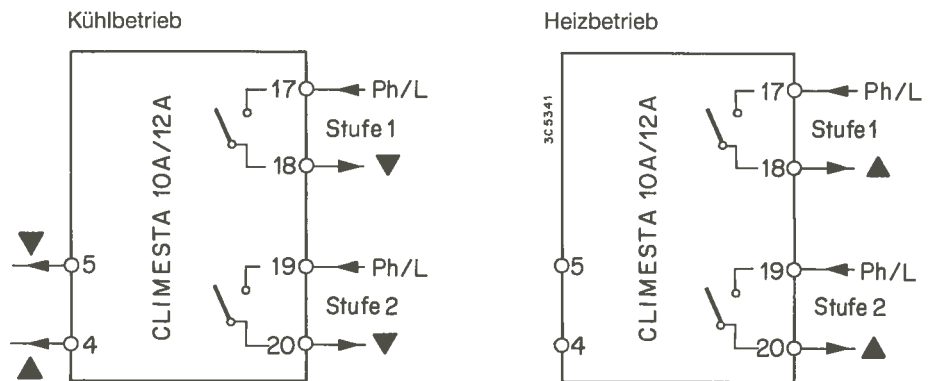 Kühlbetrieb
CLIMESTA 10A/12A
17
Ph/L
Stufe 1
18
19
Ph/L
Stufe 2
20
5
4
Heizbetrieb
3C5341
CLIMESTA 10A/12A
17
Ph/L
Stufe 1
18
19
Ph/L
Stufe 2
20
5
4